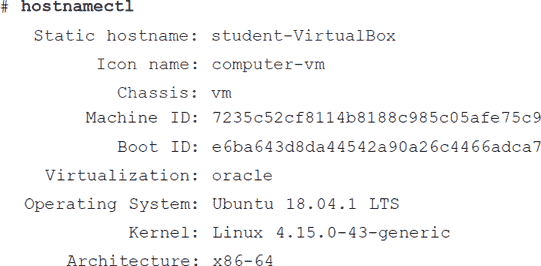 # hostnamectl
Static hostname: student-VirtualBox
Icon name: computer-vm
Chassis: vm
Machine ID: 7235c52cf8114b8188c985c05afe75c9
Boot ID: e6ba643d8da44542a90a26c4466adca7
Virtualization: oracle
Operating System: Ubuntu 18.04.1 LTS
Kernel: Linux 4.15.0-43-generic
Architecture: x86-64